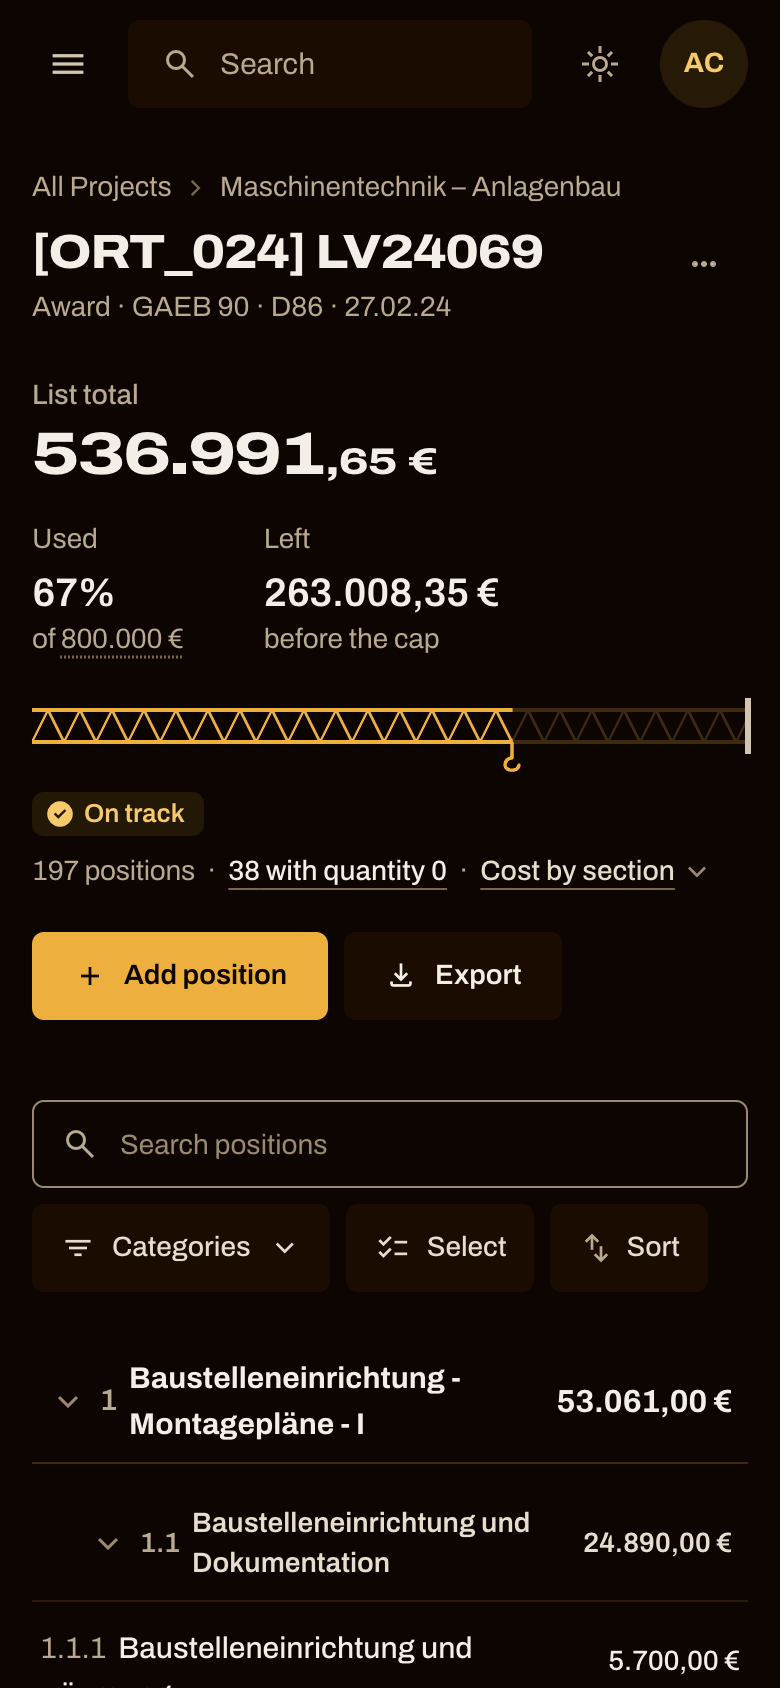 Search
AC
All Projects > Maschinentechnik – Anlagenbau
[ORT_024] LV24069
Award · GAEB 90 · D86 · 27.02.24
List total
536.991,65 €
Used
Left
67%
263.008,35 €
of 800.000 €
before the cap
On track
197 positions · 38 with quantity 0 · Cost by section
+ Add position
Export
Search positions
Categories
Select
Sort
1 Baustelleneinrichtung -
Montagepläne - I
53.061,00 €
1.1 Baustelleneinrichtung und
Dokumentation
24.890,00 €
1.1.1 Baustelleneinrichtung und
5.700,00 €